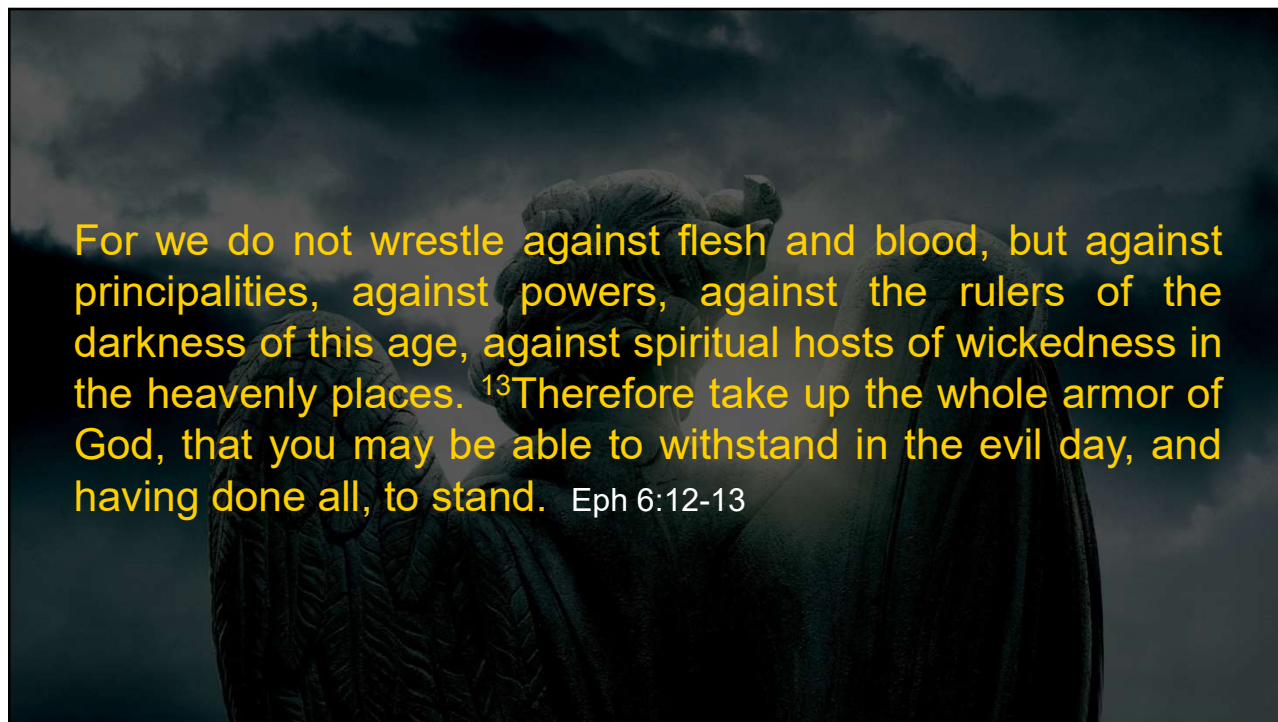 For we do not wrestle against flesh and blood, but against
principalities, against powers, against the rulers of the
darkness of this age, against spiritual hosts of wickedness in
the heavenly places. ¹³Therefore take up the whole armor of
God, that you may be able to withstand in the evil day, and
having done all, to stand. Eph 6:12-13